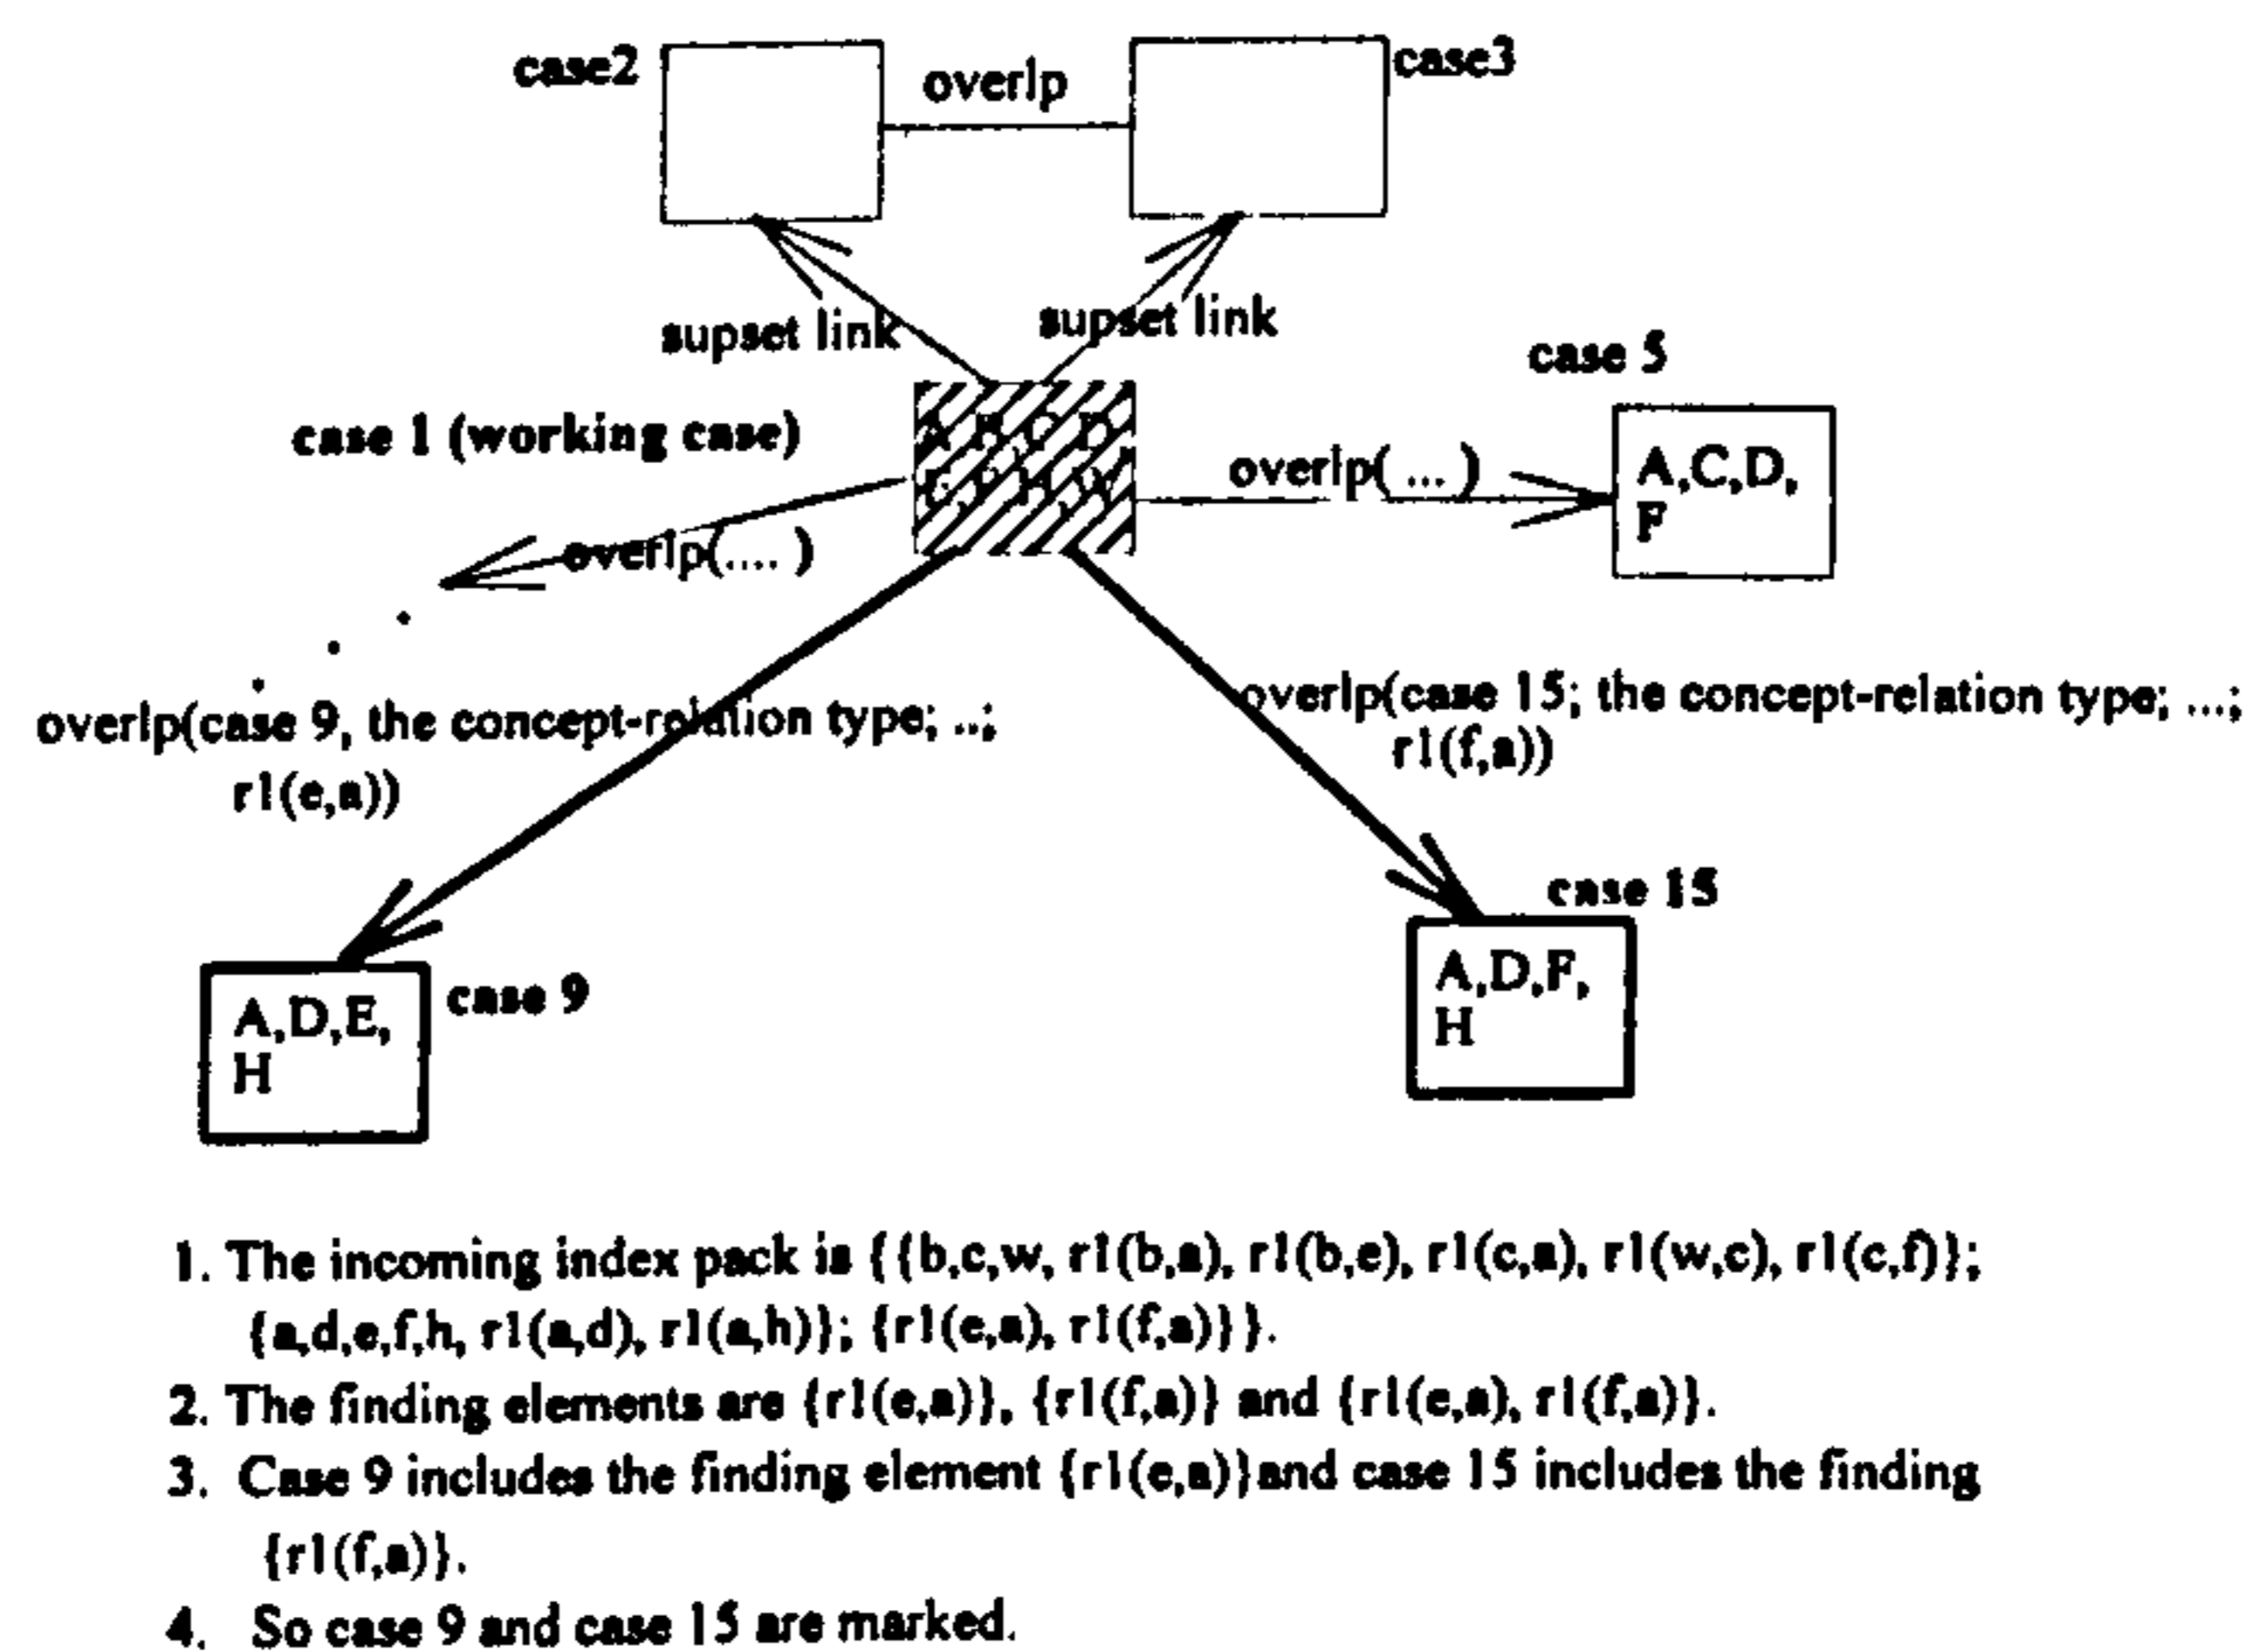 case2
overlp
case3
supset link
supset link
case 5
case 1 (working case)
overlp( ... )
A,C,D,
F
overlp(.... )
overlp(case 9, the concept-relation type; ..;
r1(e,a))
overlp(case 15; the concept-relation type; ...;
r1(f,a))
case 15
A,D,F,
H
case 9
A,D,E,
H
1. The incoming index pack is {{b,c,w, r1(b,a), r1(b,e), r1(c,a), r1(w,c), r1(c,f)};
{a,d,e,f,h, r1(a,d), r1(a,h)}; {r1(e,a), r1(f,a)}}.
2. The finding elements are {r1(e,a)}, {r1(f,a)} and {r1(e,a), r1(f,a)}.
3. Case 9 includes the finding element {r1(e,a)}and case 15 includes the finding
{r1(f,a)}.
4. So case 9 and case 15 are marked.